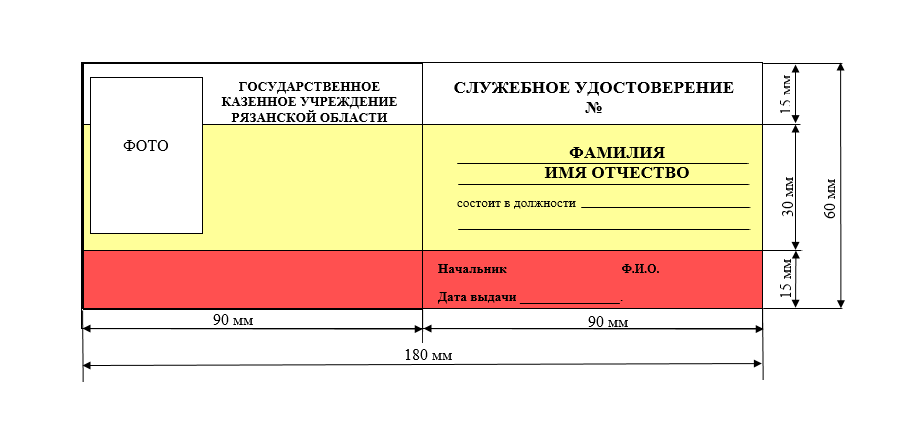 ГОСУДАРСТВЕННОЕ
КАЗЕННОЕ УЧРЕЖДЕНИЕ
РЯЗАНСКОЙ ОБЛАСТИ
ФОТО
СЛУЖЕБНОЕ УДОСТОВЕРЕНИЕ
№
ФАМИЛИЯ
ИМЯ ОТЧЕСТВО
состоит в должности
Начальник Ф.И.О.
Дата выдачи _______________.
15 мм
30 мм
15 мм
60 мм
90 мм
90 мм
180 мм